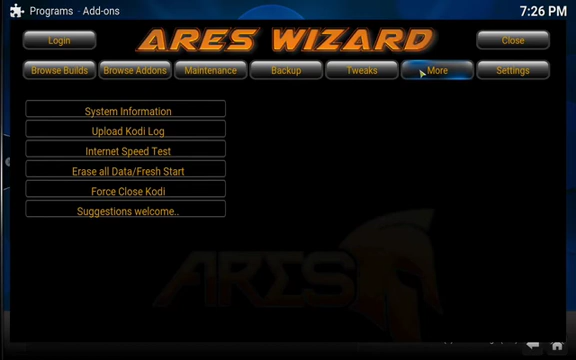 Programs · Add-ons
7:26 PM
Login
ARES WIZARD
Close
Browse Builds
Browse Addons
Maintenance
Backup
Tweaks
More
Settings
System Information
Upload Kodi Log
Internet Speed Test
Erase all Data/Fresh Start
Force Close Kodi
Suggestions welcome..
ARES